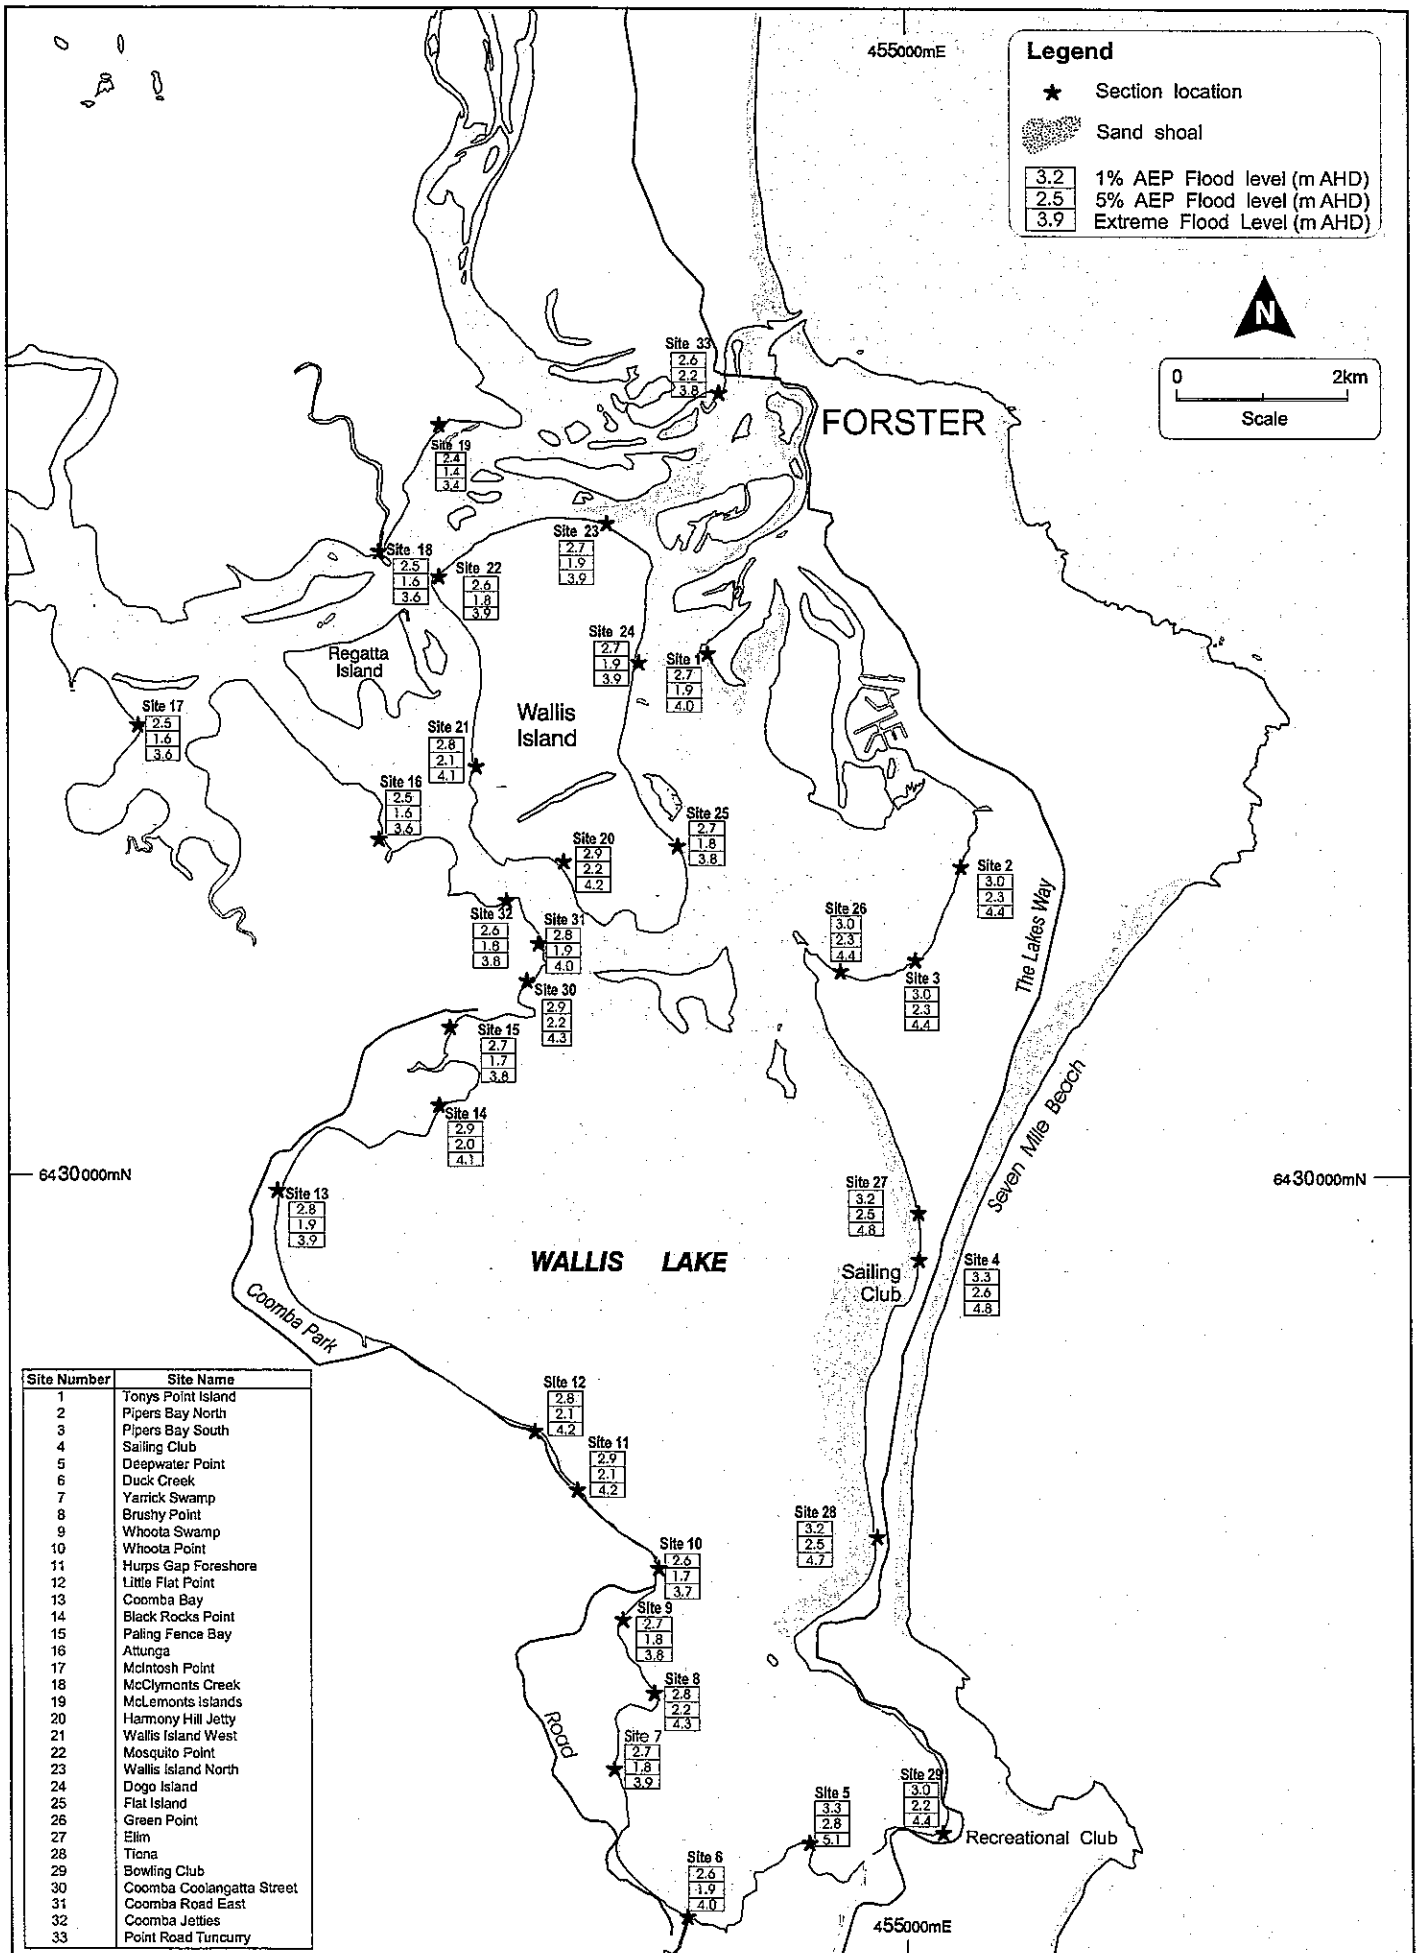 455000mE
Legend
Section location
Sand shoal
3.2 1% AEP Flood level (m AHD)
2.5 5% AEP Flood level (m AHD)
3.9 Extreme Flood Level (m AHD)
N
0 2km
Scale
FORSTER
Site 33
2.6
2.2
3.8
Site 19
2.4
1.4
3.4
Site 23
2.7
1.9
3.9
Site 18
2.5
1.6
3.6
Site 22
2.6
1.8
3.9
Site 24
2.7
1.9
3.9
Site 1
2.7
1.9
4.0
Regatta
Island
Wallis
Island
Site 17
2.5
1.6
3.6
Site 21
2.8
2.1
4.1
Site 16
2.5
1.6
3.6
Site 25
2.7
1.8
3.8
Site 20
2.9
2.2
4.2
Site 2
3.0
2.3
4.4
Site 26
3.0
2.3
4.4
Site 32
2.6
1.8
3.8
Site 31
2.8
1.9
4.0
Site 3
3.0
2.3
4.4
The Lakes Way
Site 30
2.9
2.2
4.3
Site 15
2.7
1.7
3.8
Site 14
2.9
2.0
4.1
Seven Mile Beach
6430000mN
6430000mN
Site 13
2.8
1.9
3.9
Site 27
3.2
2.5
4.8
WALLIS LAKE
Sailing
Club
Site 4
3.3
2.6
4.8
Coomba Park
Site 12
2.8
2.1
4.2
Site 11
2.9
2.1
4.2
Site 28
3.2
2.5
4.7
Site 10
2.6
1.7
3.7
Site 9
2.7
1.8
3.8
Site 8
2.8
2.2
4.3
Road
Site 7
2.7
1.8
3.9
Site 5
3.3
2.8
5.1
Site 29
3.0
2.2
4.4
Recreational Club
Site 6
2.6
1.9
4.0
455000mE
Site Number Site Name
1 Tonys Point Island
2 Pipers Bay North
3 Pipers Bay South
4 Sailing Club
5 Deepwater Point
6 Duck Creek
7 Yarrick Swamp
8 Brushy Point
9 Whoota Swamp
10 Whoota Point
11 Hurps Gap Foreshore
12 Little Flat Point
13 Coomba Bay
14 Black Rocks Point
15 Paling Fence Bay
16 Attunga
17 McIntosh Point
18 McClymonts Creek
19 McLemonts Islands
20 Harmony Hill Jetty
21 Wallis Island West
22 Mosquito Point
23 Wallis Island North
24 Dogo Island
25 Flat Island
26 Green Point
27 Elim
28 Tiona
29 Bowling Club
30 Coomba Coolangatta Street
31 Coomba Road East
32 Coomba Jetties
33 Point Road Tuncurry